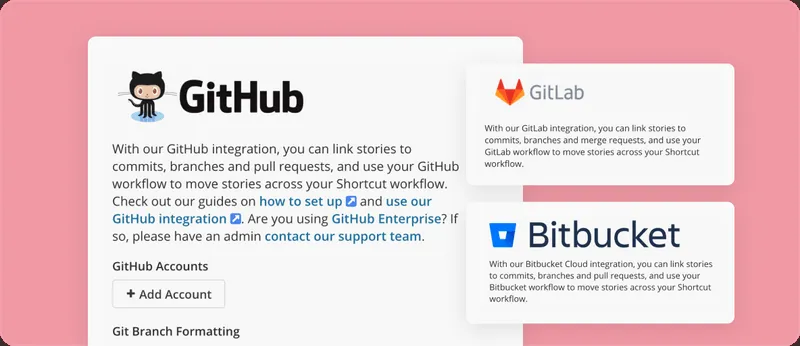 GitHub
With our GitHub integration, you can link stories to
commits, branches and pull requests, and use your GitHub
workflow to move stories across your Shortcut workflow.
Check out our guides on how to set up and use our
GitHub integration. Are you using GitHub Enterprise? If
so, please have an admin contact our support team.
GitHub Accounts
+ Add Account
Git Branch Formatting
GitLab
With our GitLab integration, you can link stories to
commits, branches and merge requests, and use your
GitLab workflow to move stories across your Shortcut
workflow.
Bitbucket
With our Bitbucket Cloud integration, you can link stories
to commits, branches and pull requests, and use your
Bitbucket workflow to move stories across your Shortcut
workflow.